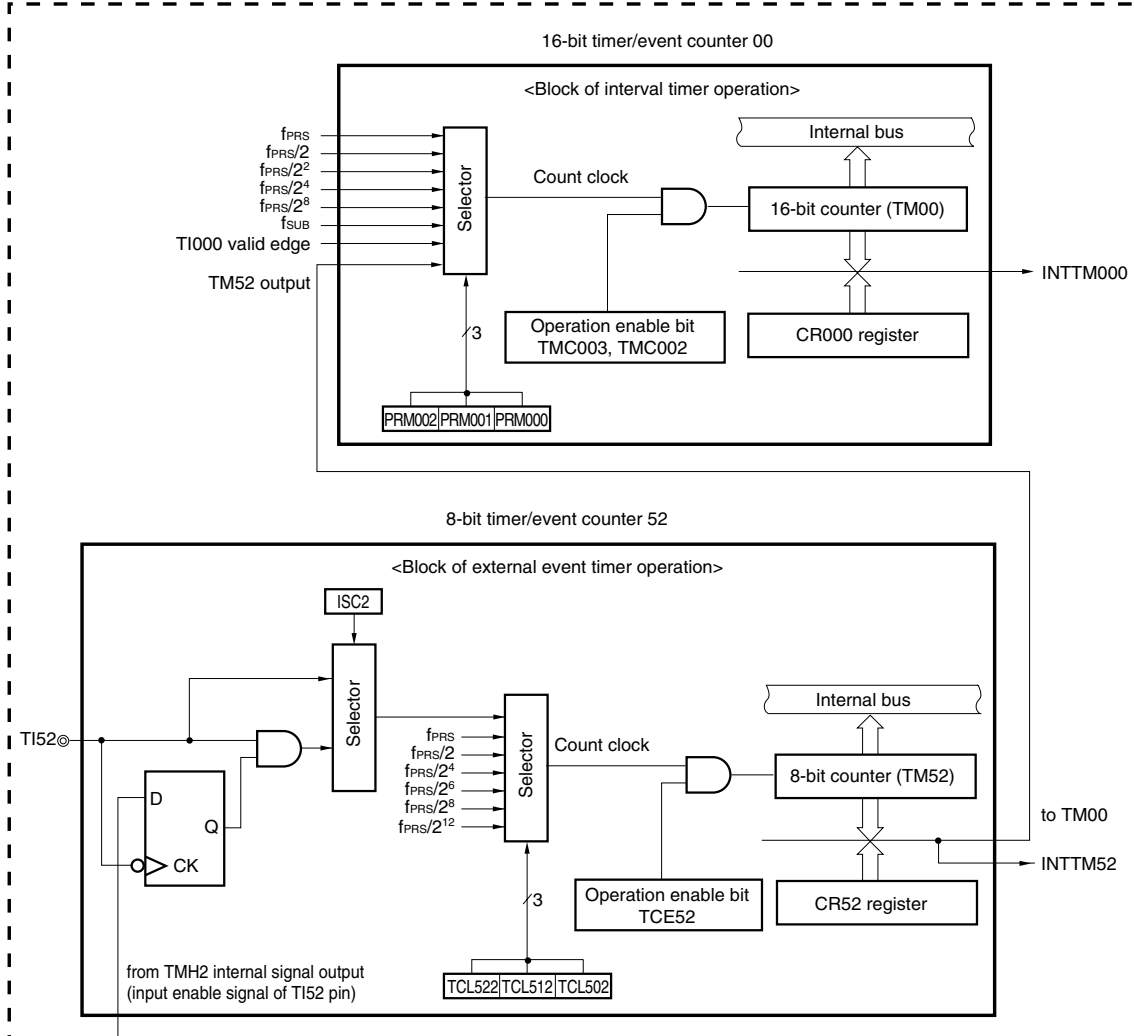 16-bit timer/event counter 00
<Block of interval timer operation>
fPRS
fPRS/2
fPRS/2²
fPRS/2⁴
fPRS/2⁸
fSUB
TI000 valid edge
TM52 output
Selector
Count clock
Internal bus
16-bit counter (TM00)
INTTM000
CR000 register
Operation enable bit
TMC003, TMC002
3
PRM002 PRM001 PRM000
8-bit timer/event counter 52
<Block of external event timer operation>
ISC2
Selector
TI52
D
Q
CK
fPRS
fPRS/2
fPRS/2⁴
fPRS/2⁶
fPRS/2⁸
fPRS/2¹²
Selector
Count clock
Internal bus
8-bit counter (TM52)
to TM00
INTTM52
CR52 register
Operation enable bit
TCE52
3
TCL522 TCL512 TCL502
from TMH2 internal signal output
(input enable signal of TI52 pin)